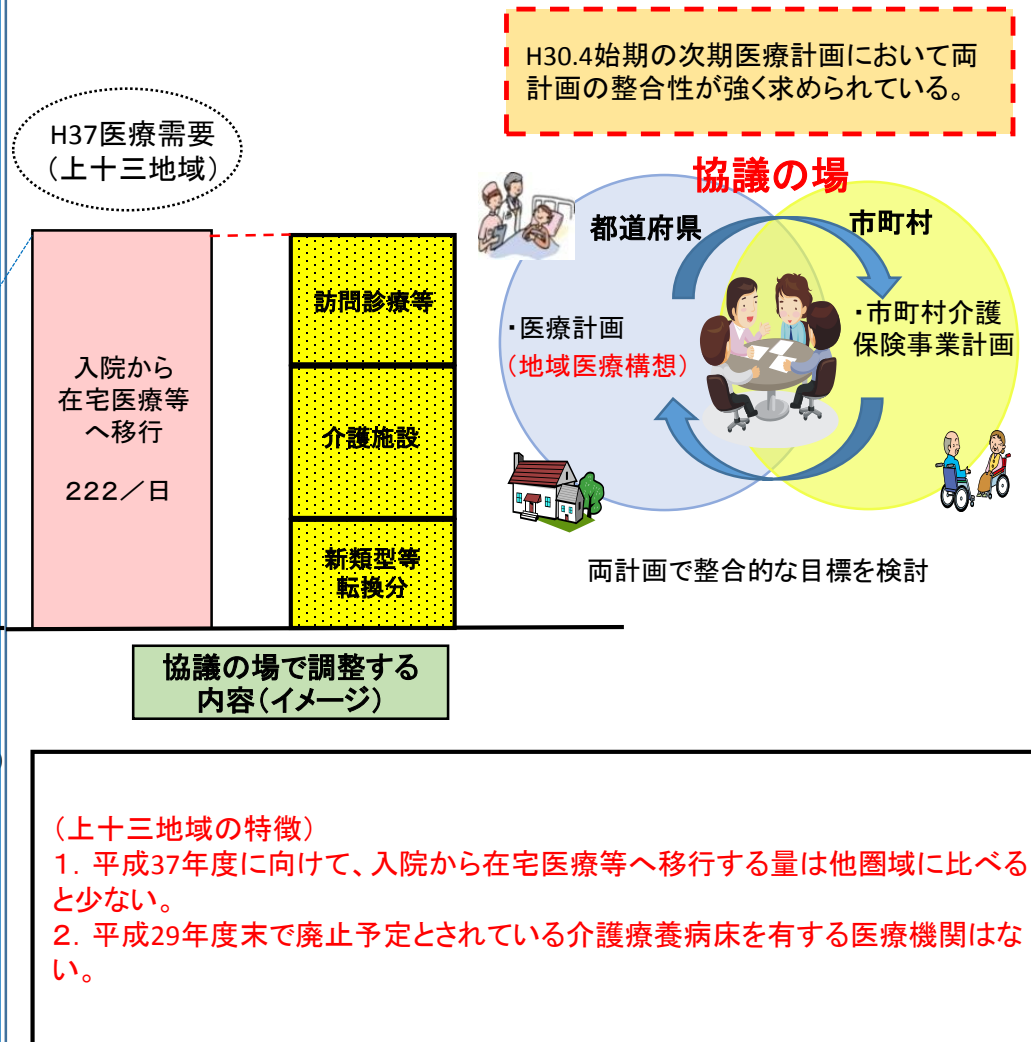 H30.4始期の次期医療計画において両
計画の整合性が強く求められている。
H37医療需要
（上十三地域）
協議の場
都道府県
市町村
・医療計画
（地域医療構想）
・市町村介護
保険事業計画
両計画で整合的な目標を検討
入院から
在宅医療等
へ移行
222／日
訪問診療等
介護施設
新類型等
転換分
協議の場で調整する
内容（イメージ）
（上十三地域の特徴）
1．平成37年度に向けて、入院から在宅医療等へ移行する量は他圏域に比べる
と少ない。
2．平成29年度末で廃止予定とされている介護療養病床を有する医療機関はな
い。